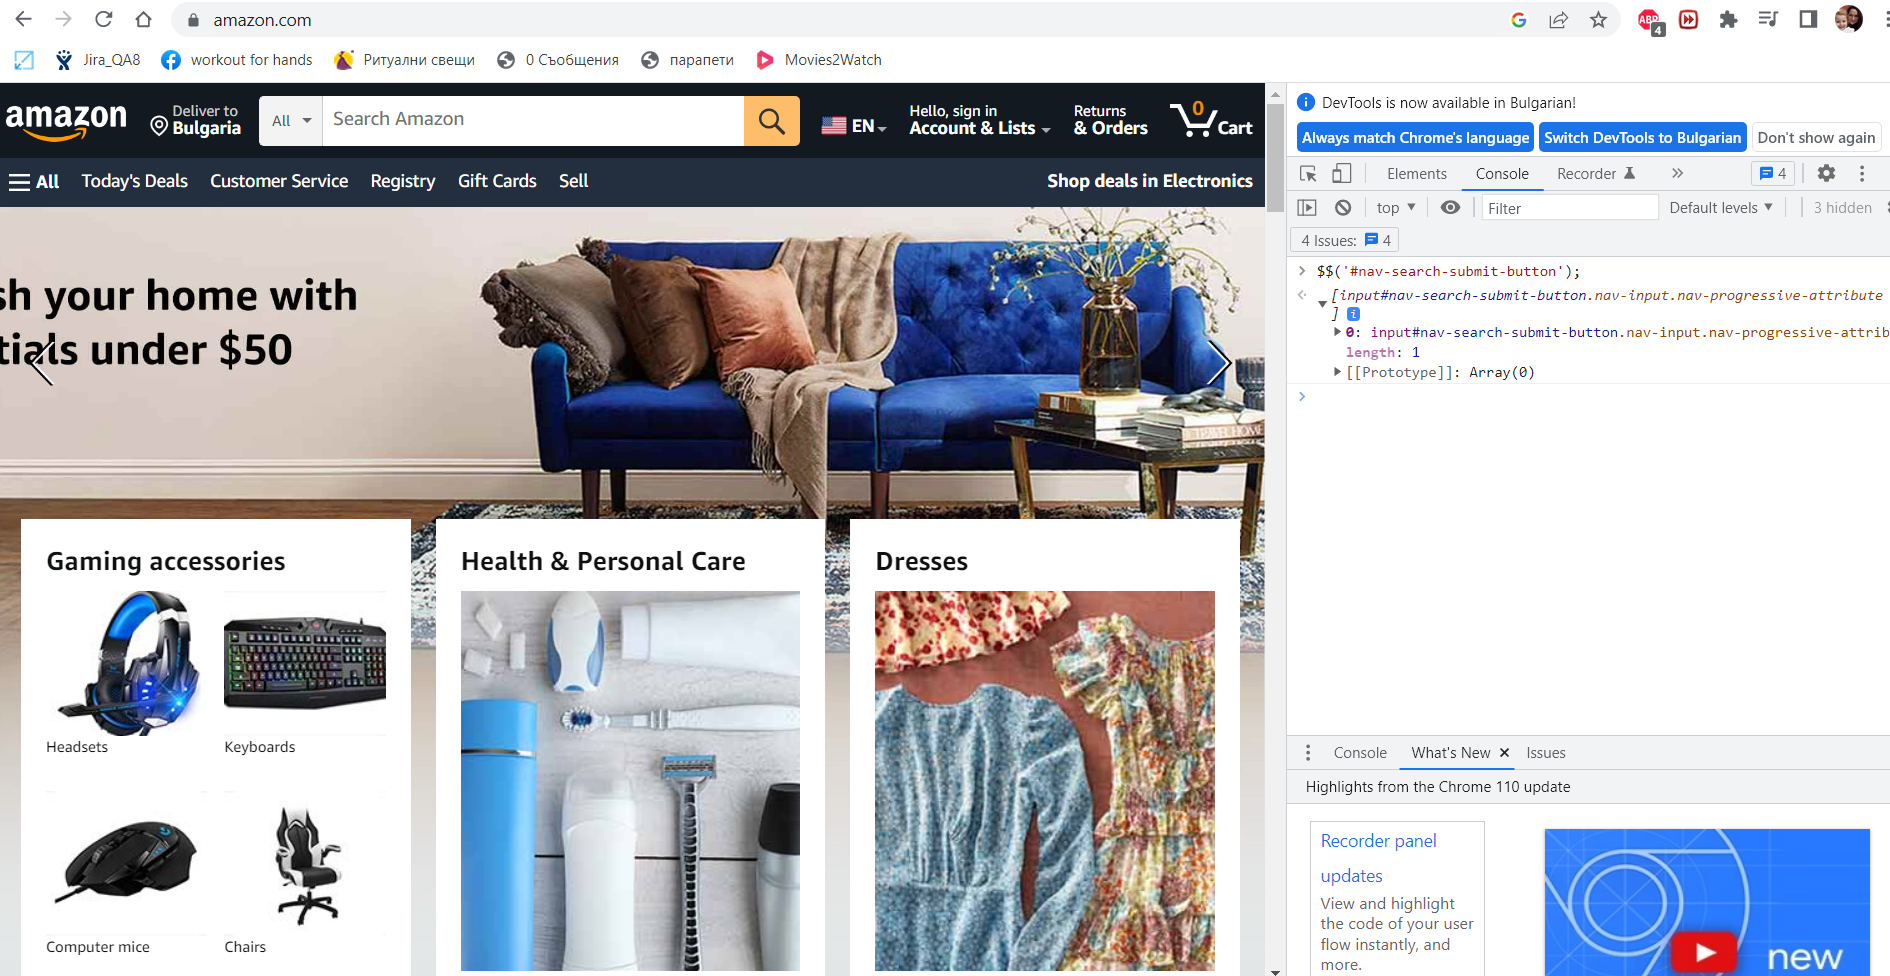 amazon.com
ABP
4
Jira_QA8
workout for hands
Ритуални свещи
0 Съобщения
парапети
Movies2Watch
amazon
Deliver to
Bulgaria
All
Search Amazon
EN
Hello, sign in
Account & Lists
Returns
& Orders
0
Cart
All
Today's Deals
Customer Service
Registry
Gift Cards
Sell
Shop deals in Electronics
sh your home with
tials under $50
Gaming accessories
Headsets
Keyboards
Computer mice
Chairs
Health & Personal Care
Dresses
DevTools is now available in Bulgarian!
Always match Chrome's language
Switch DevTools to Bulgarian
Don't show again
Elements
Console
Recorder
4
top
Filter
Default levels
3 hidden
4 Issues:
4
$$('#nav-search-submit-button');
[input#nav-search-submit-button.nav-input.nav-progressive-attribute
]
0: input#nav-search-submit-button.nav-input.nav-progressive-attrib
length: 1
[[Prototype]]: Array(0)
Console
What's New
Issues
Highlights from the Chrome 110 update
Recorder panel
updates
View and highlight
the code of your user
flow instantly, and
more.
new